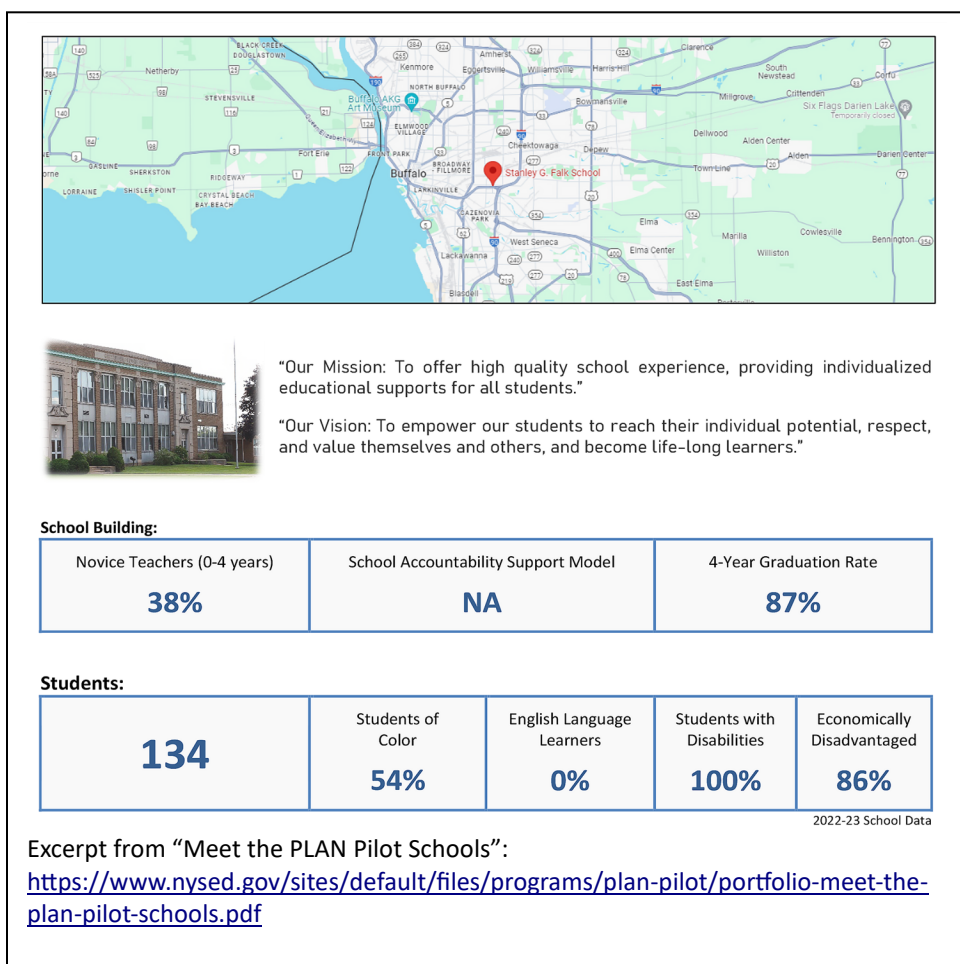 BLACK CREEK
DOUGLASTOWN
Netherby
STEVENSVILLE
Fort Erie
GASLINE
SHERKSTON
RIDGEWAY
LORRAINE
SHISLER POINT
CRYSTAL BEACH
BAY BEACH
Queen Elizabeth
Amherst
Kenmore
Eggertsville
Williamsville
Harris Hill
Clarence
South
Newstead
Corfu
NORTH BUFFALO
Buffalo AKG
Art Museum
Bowmansville
Millgrove
Crittenden
Six Flags Darien Lake
Temporarily closed
ELMWOOD
VILLAGE
Cheektowaga
Depew
Dellwood
Alden Center
Alden
Darien Center
FRONT PARK
BROADWAY
- FILLMORE
Buffalo
LARKINVILLE
Stanley G. Falk School
Town Line
CAZENOVIA
PARK
West Seneca
Elma
Elma Center
Marilla
Cowlesville
Williston
Bennington
Lackawanna
Blasdell
East Elma
“Our Mission: To offer high quality school experience, providing individualized
educational supports for all students.”
“Our Vision: To empower our students to reach their individual potential, respect,
and value themselves and others, and become life-long learners.”
School Building:
Novice Teachers (0-4 years)
38%
School Accountability Support Model
NA
4-Year Graduation Rate
87%
Students:
134
Students of
Color
54%
English Language
Learners
0%
Students with
Disabilities
100%
Economically
Disadvantaged
86%
2022-23 School Data
Excerpt from “Meet the PLAN Pilot Schools”:
https://www.nysed.gov/sites/default/files/programs/plan-pilot/portfolio-meet-the-
plan-pilot-schools.pdf